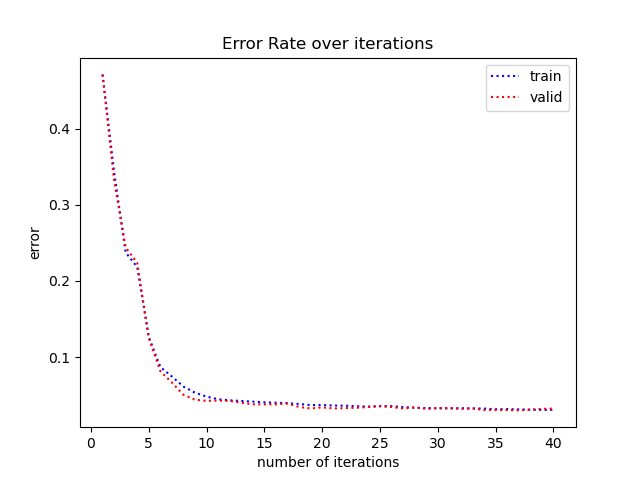 Error Rate over iterations
train
valid
error
0.4
0.3
0.2
0.1
0 5 10 15 20 25 30 35 40
number of iterations